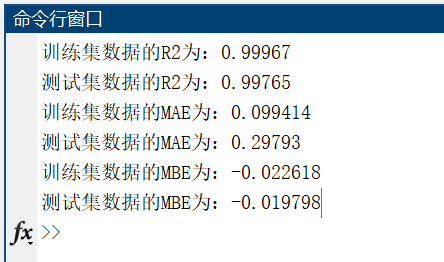 命令行窗口
训练集数据的R2为：0.99967
测试集数据的R2为：0.99765
训练集数据的MAE为：0.099414
测试集数据的MAE为：0.29793
训练集数据的MBE为：-0.022618
测试集数据的MBE为：-0.019798
fx >>